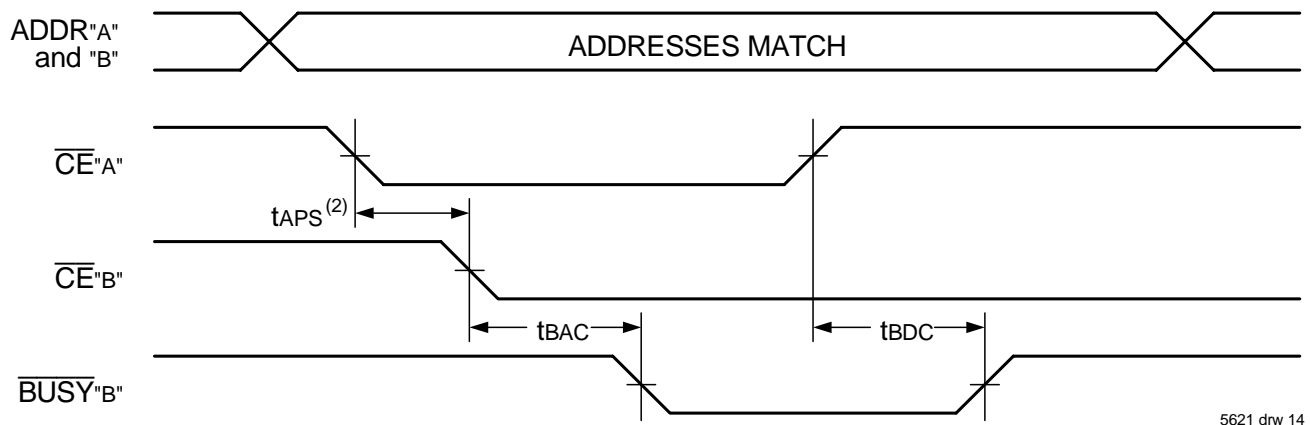 ADDR"A"
and "B"
ADDRESSES MATCH
CE"A"
tAPS(2)
CE"B"
tBAC
tBDC
BUSY"B"
5621 drw 14